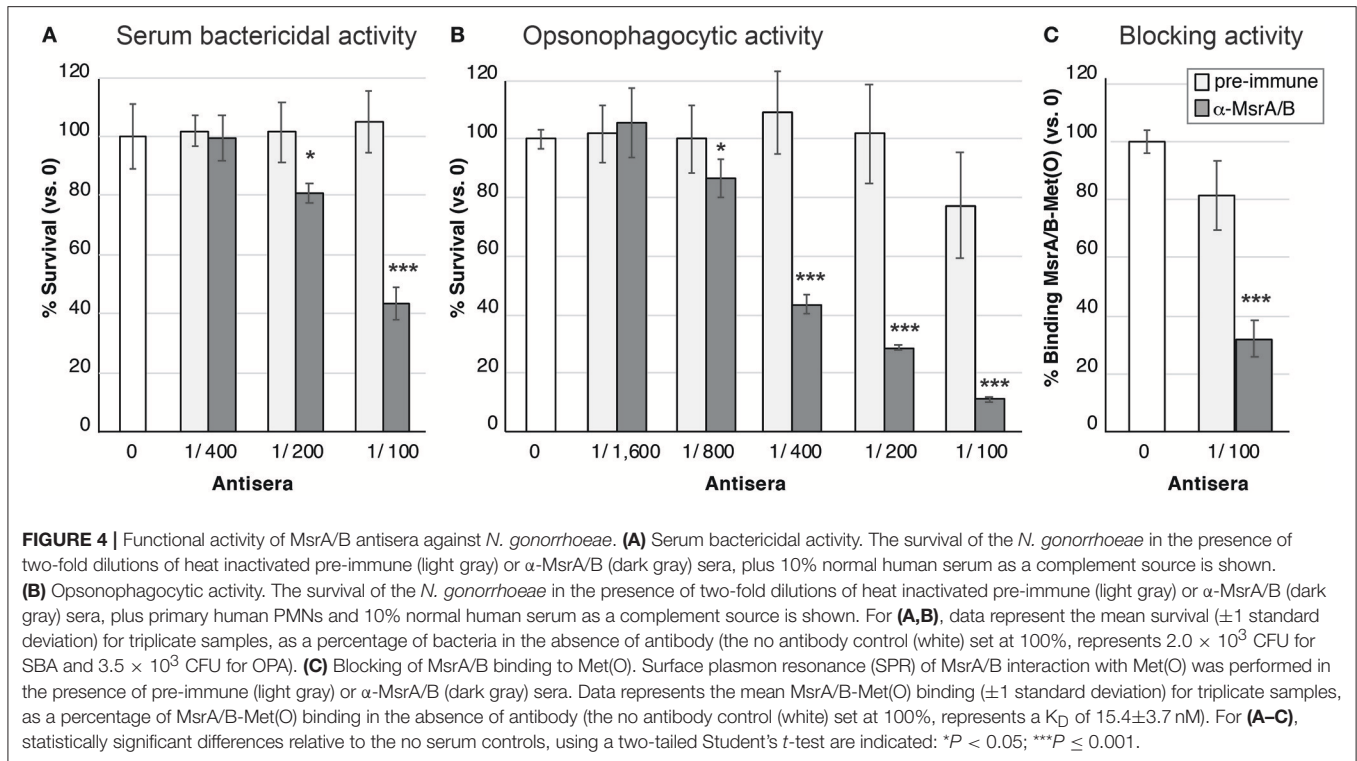 A Serum bactericidal activity
120
100
80
60
40
20
0
% Survival (vs. 0)
*
***
0 1/400 1/200 1/100
Antisera
B Opsonophagocytic activity
120
100
80
60
40
20
0
% Survival (vs. 0)
*
***
***
***
0 1/1,600 1/800 1/400 1/200 1/100
Antisera
C Blocking activity
120
100
80
60
40
20
0
% Binding MsrA/B-Met(O) (vs. 0)
pre-immune
α-MsrA/B
***
0 1/100
Antisera
FIGURE 4 | Functional activity of MsrA/B antisera against N. gonorrhoeae. (A) Serum bactericidal activity. The survival of the N. gonorrhoeae in the presence of
two-fold dilutions of heat inactivated pre-immune (light gray) or α-MsrA/B (dark gray) sera, plus 10% normal human serum as a complement source is shown.
(B) Opsonophagocytic activity. The survival of the N. gonorrhoeae in the presence of two-fold dilutions of heat inactivated pre-immune (light gray) or α-MsrA/B (dark
gray) sera, plus primary human PMNs and 10% normal human serum as a complement source is shown. For (A,B), data represent the mean survival (±1 standard
deviation) for triplicate samples, as a percentage of bacteria in the absence of antibody (the no antibody control (white) set at 100%, represents 2.0 × 10³ CFU for
SBA and 3.5 × 10³ CFU for OPA). (C) Blocking of MsrA/B binding to Met(O). Surface plasmon resonance (SPR) of MsrA/B interaction with Met(O) was performed in
the presence of pre-immune (light gray) or α-MsrA/B (dark gray) sera. Data represents the mean MsrA/B-Met(O) binding (±1 standard deviation) for triplicate samples,
as a percentage of MsrA/B-Met(O) binding in the absence of antibody (the no antibody control (white) set at 100%, represents a K_D of 15.4±3.7 nM). For (A–C),
statistically significant differences relative to the no serum controls, using a two-tailed Student's t-test are indicated: *P < 0.05; ***P ≤ 0.001.